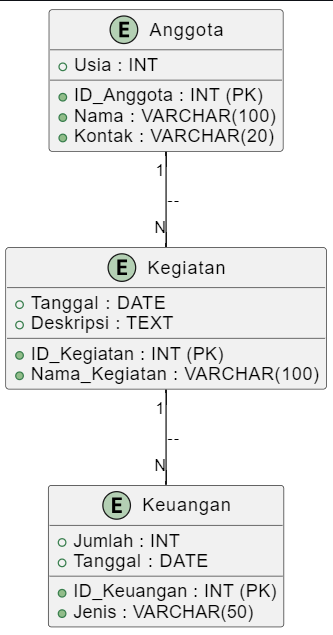 E Anggota
Usia : INT
ID_Anggota : INT (PK)
Nama : VARCHAR(100)
Kontak : VARCHAR(20)
1
--
N
E Kegiatan
Tanggal : DATE
Deskripsi : TEXT
ID_Kegiatan : INT (PK)
Nama_Kegiatan : VARCHAR(100)
1
--
N
E Keuangan
Jumlah : INT
Tanggal : DATE
ID_Keuangan : INT (PK)
Jenis : VARCHAR(50)